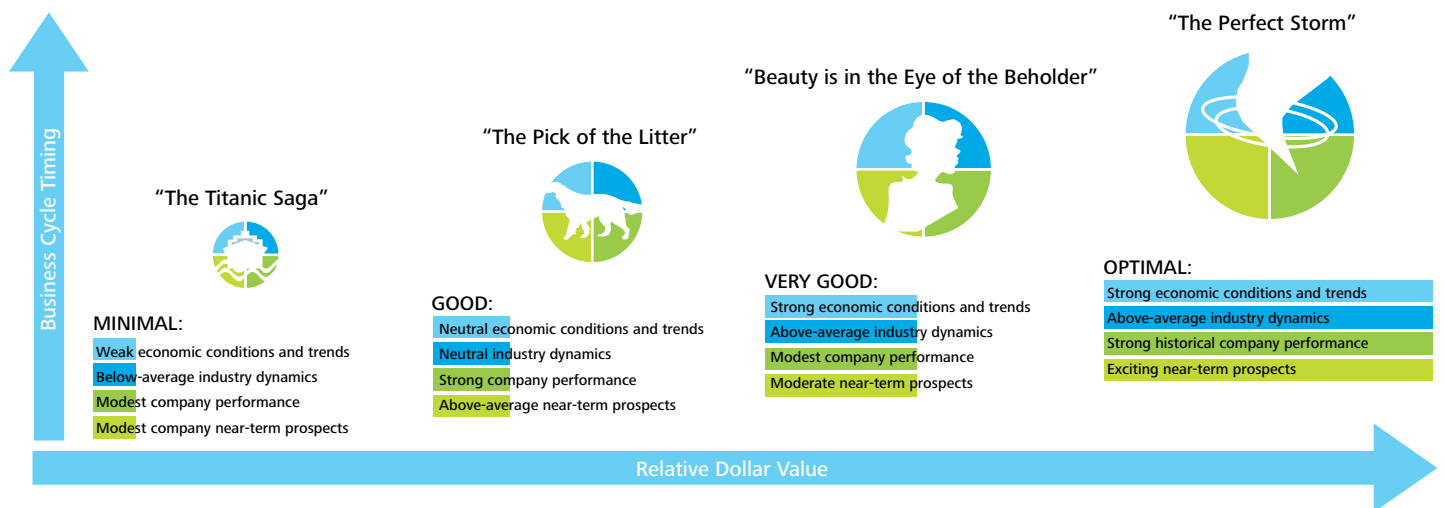 Business Cycle Timing
“The Titanic Saga”
MINIMAL:
Weak economic conditions and trends
Below-average industry dynamics
Modest company performance
Modest company near-term prospects
“The Pick of the Litter”
GOOD:
Neutral economic conditions and trends
Neutral industry dynamics
Strong company performance
Above-average near-term prospects
“Beauty is in the Eye of the Beholder”
VERY GOOD:
Strong economic conditions and trends
Above-average industry dynamics
Modest company performance
Moderate near-term prospects
“The Perfect Storm”
OPTIMAL:
Strong economic conditions and trends
Above-average industry dynamics
Strong historical company performance
Exciting near-term prospects
Relative Dollar Value